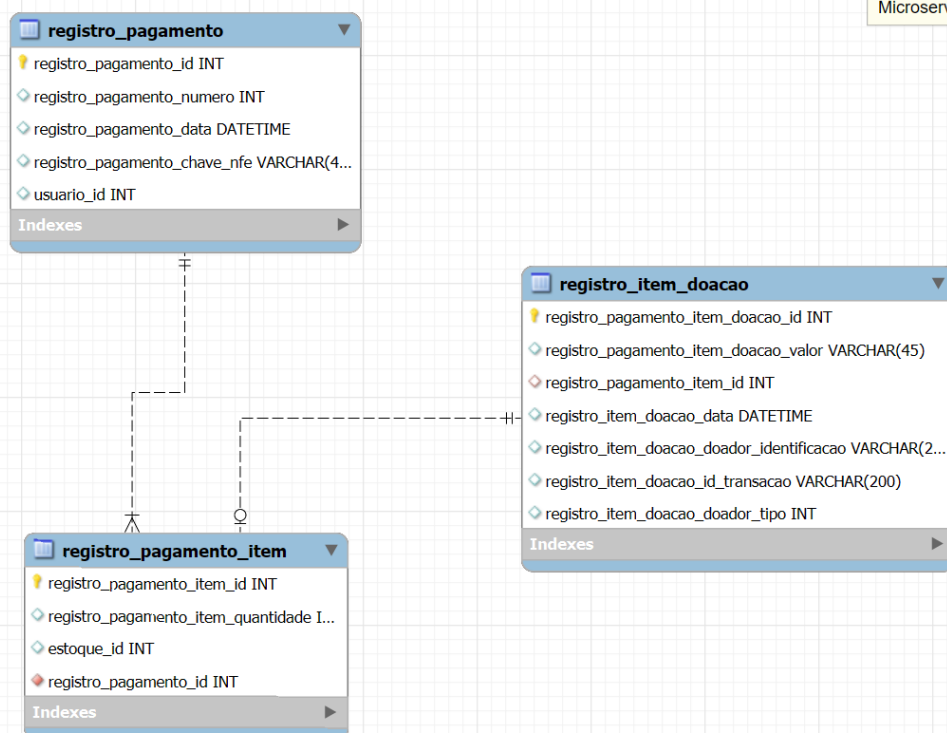 Microserv
registro_pagamento
registro_pagamento_id INT
registro_pagamento_numero INT
registro_pagamento_data DATETIME
registro_pagamento_chave_nfe VARCHAR(4...
usuario_id INT
Indexes
registro_item_doacao
registro_pagamento_item_doacao_id INT
registro_pagamento_item_doacao_valor VARCHAR(45)
registro_pagamento_item_id INT
registro_item_doacao_data DATETIME
registro_item_doacao_doador_identificacao VARCHAR(2...
registro_item_doacao_id_transacao VARCHAR(200)
registro_item_doacao_doador_tipo INT
Indexes
registro_pagamento_item
registro_pagamento_item_id INT
registro_pagamento_item_quantidade I...
estoque_id INT
registro_pagamento_id INT
Indexes